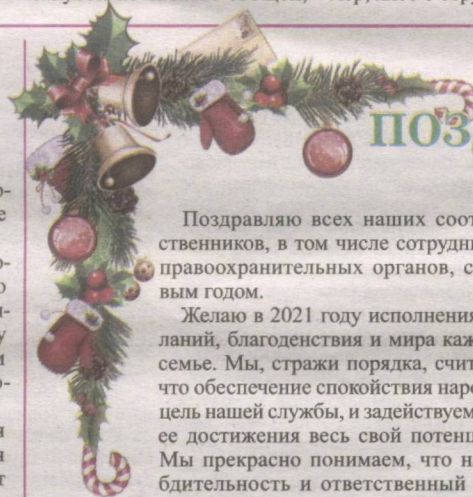 ПОЗ
Поздравляю всех наших соот
ственников, в том числе сотрудн
правоохранительных органов, с
вым годом.
Желаю в 2021 году исполнения
ланий, благоденствия и мира каж
семье. Мы, стражи порядка, счит
что обеспечение спокойствия наро
цель нашей службы, и задействуем
ее достижения весь свой потенц
Мы прекрасно понимаем, что н
бдительность и ответственный